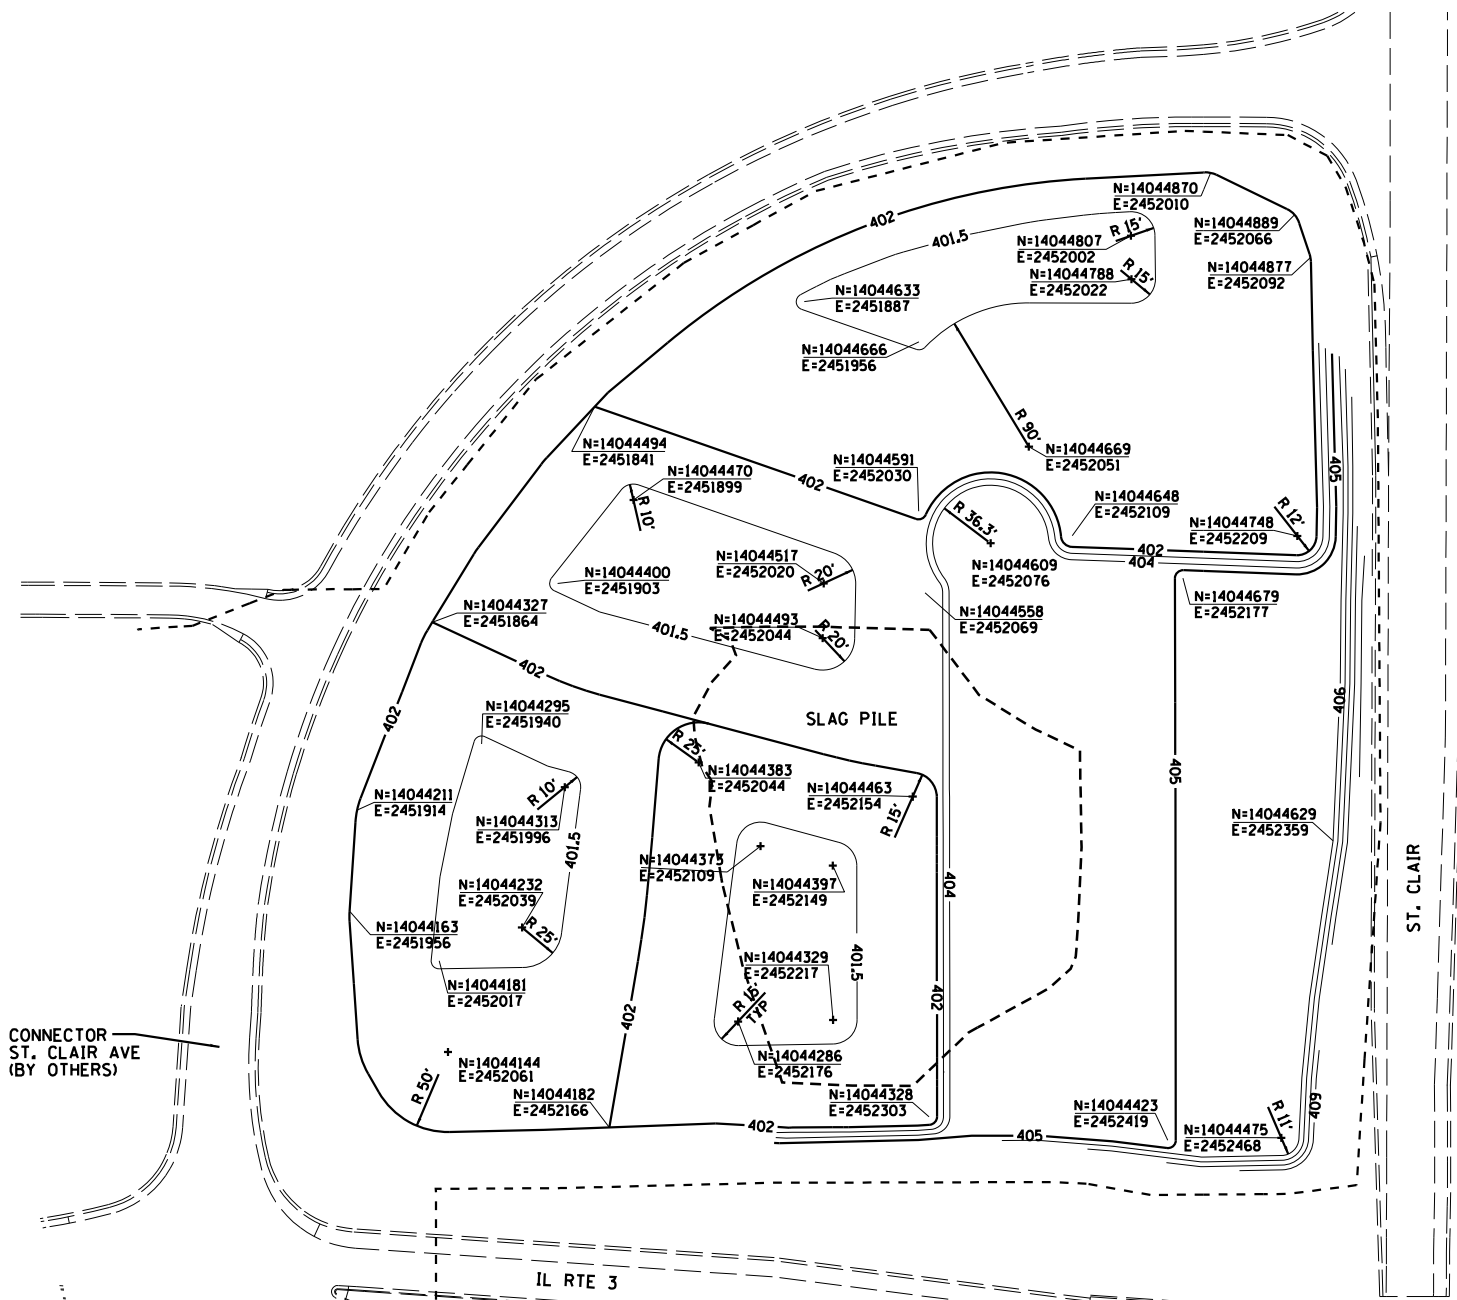 N=14044870
E=2452010
402
R 15'
N=14044889
E=2452066
401.5
N=14044807
E=2452002
N=14044877
E=2452092
N=14044788
E=2452022
R 15'
N=14044633
E=2451887
N=14044666
E=2451956
R 90'
N=14044494
E=2451841
N=14044669
E=2452051
N=14044591
E=2452030
405
N=14044470
E=2451899
402
R 10'
N=14044648
E=2452109
R 36.3'
R 12'
N=14044748
E=2452209
402
404
N=14044517
E=2452020
R 20'
N=14044609
E=2452076
N=14044400
E=2451903
N=14044679
E=2452177
N=14044327
E=2451864
N=14044558
E=2452069
N=14044493
E=2452044
401.5
R 20'
402
406
N=14044295
E=2451940
402
SLAG PILE
R 25'
N=14044383
E=2452044
405
N=14044463
E=2452154
R 10'
N=14044211
E=2451914
R 15'
N=14044313
E=2451996
N=14044629
E=2452359
401.5
N=14044373
E=2452109
N=14044232
E=2452039
N=14044397
E=2452149
404
ST. CLAIR
N=14044163
E=2451956
R 25'
401.5
N=14044329
E=2452217
N=14044181
E=2452017
R 15'
TYP
402
402
CONNECTOR
ST. CLAIR AVE
(BY OTHERS)
N=14044144
E=2452061
N=14044286
E=2452176
R 50'
N=14044182
E=2452166
N=14044328
E=2452303
402
405
N=14044423
E=2452419
409
R 11'
N=14044475
E=2452468
IL RTE 3